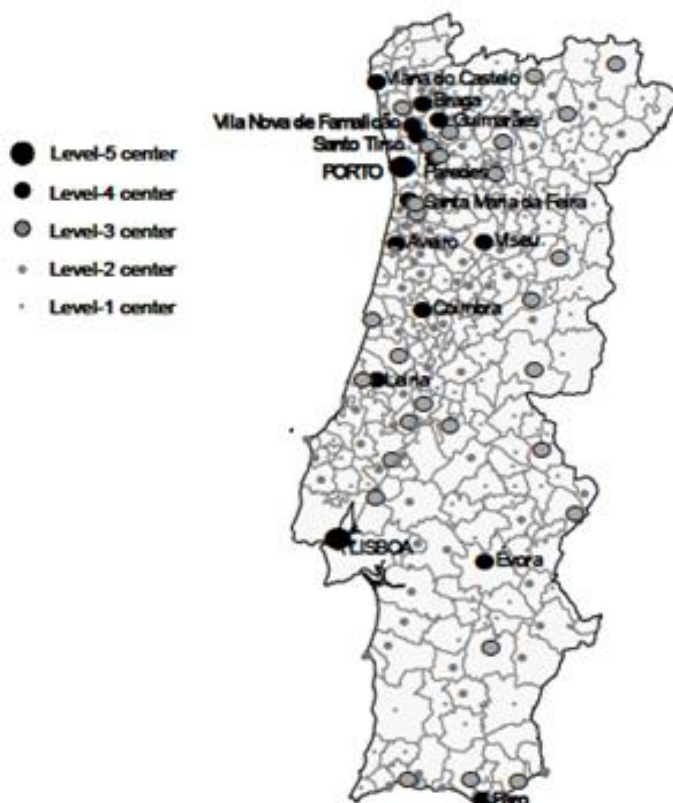 Level-5 center
Level-4 center
Level-3 center
Level-2 center
Level-1 center
Viana do Castelo
Braga
Vila Nova de Famalicão
Guimarães
Santo Tirso
PORTO
Paredes
Santa Maria da Feira
Aveiro
Viseu
Coimbra
Leiria
LISBOA
Évora
Faro